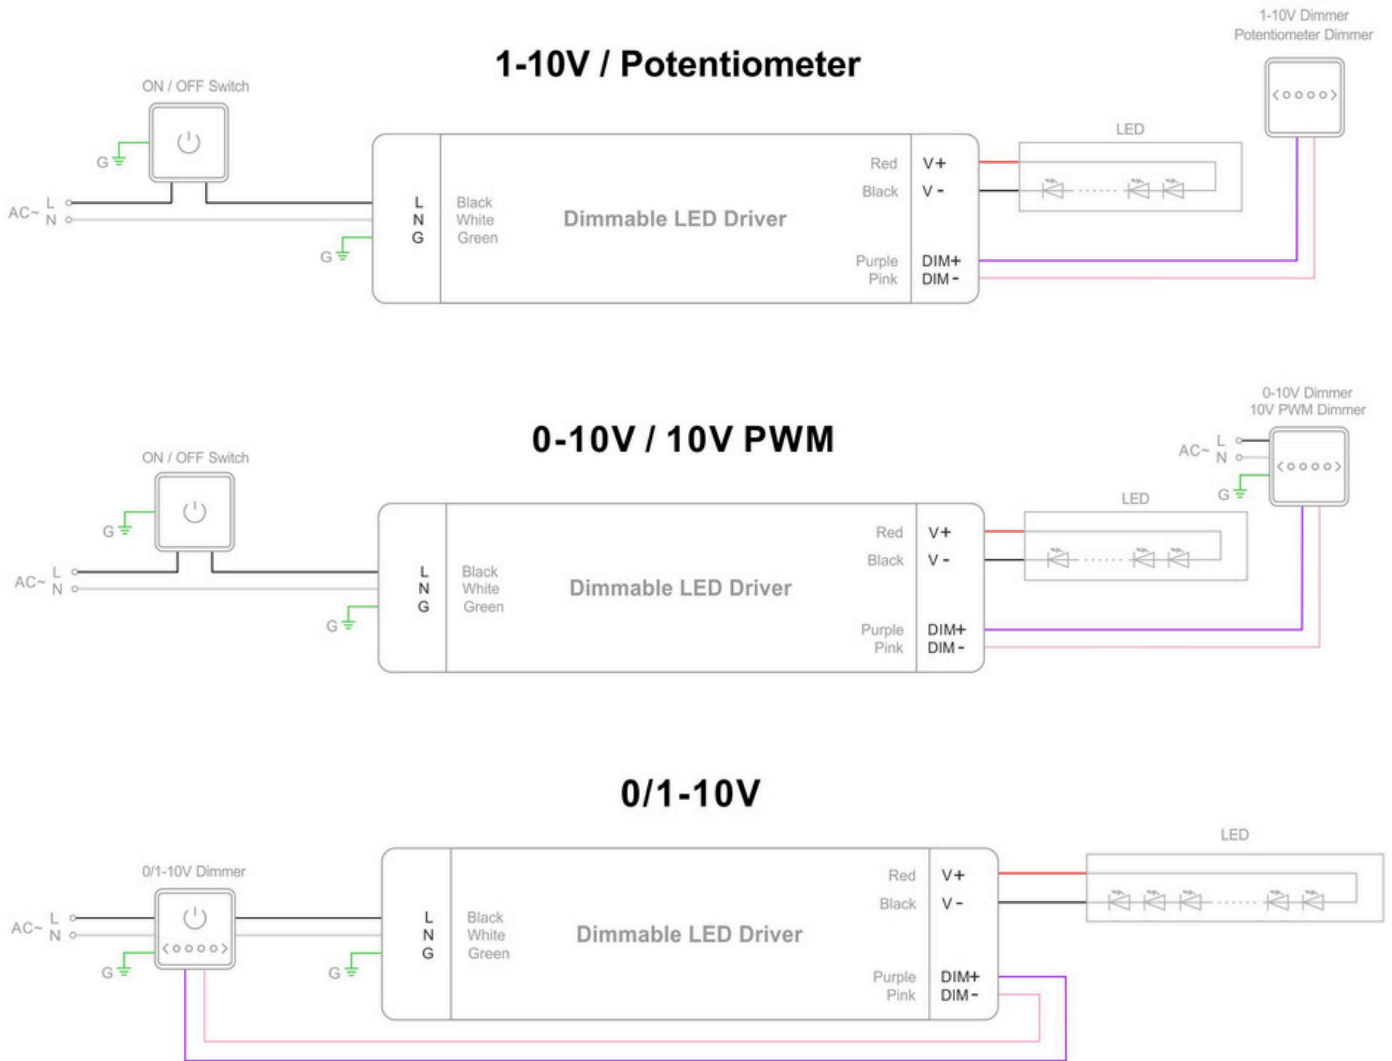 1-10V Dimmer
Potentiometer Dimmer
1-10V / Potentiometer
ON / OFF Switch
G
AC~ L
N
LED
Red V+
Black V -
L Black
N White
G Green
G
Dimmable LED Driver
Purple DIM+
Pink DIM -
0-10V Dimmer
10V PWM Dimmer
0-10V / 10V PWM
AC~ L
N
G
ON / OFF Switch
G
AC~ L
N
LED
Red V+
Black V -
L Black
N White
G Green
G
Dimmable LED Driver
Purple DIM+
Pink DIM -
0/1-10V
LED
0/1-10V Dimmer
AC~ L
N
G
Red V+
Black V -
L Black
N White
G Green
G
Dimmable LED Driver
Purple DIM+
Pink DIM -